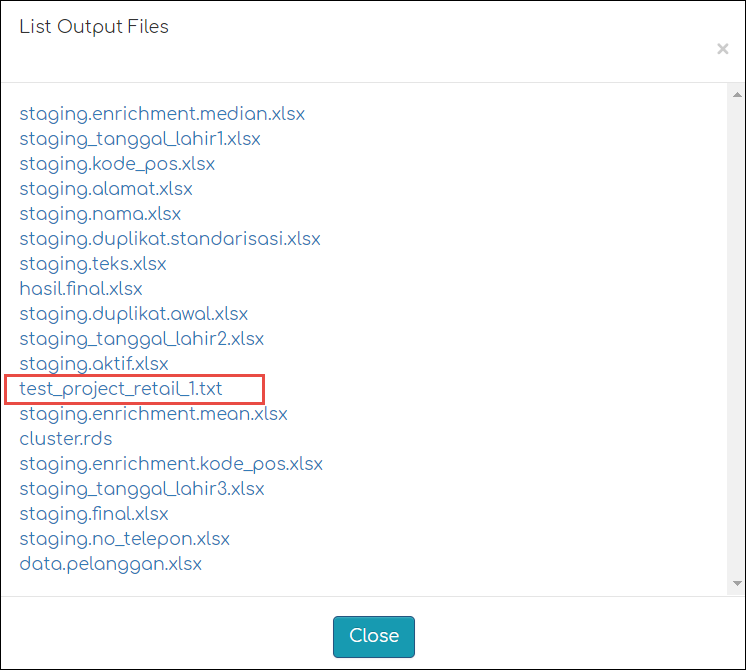 List Output Files
×
staging.enrichment.median.xlsx
staging_tanggal_lahir1.xlsx
staging.kode_pos.xlsx
staging.alamat.xlsx
staging.nama.xlsx
staging.duplikat.standarisasi.xlsx
staging.teks.xlsx
hasil.final.xlsx
staging.duplikat.awal.xlsx
staging_tanggal_lahir2.xlsx
staging.aktif.xlsx
test_project_retail_1.txt
staging.enrichment.mean.xlsx
cluster.rds
staging.enrichment.kode_pos.xlsx
staging_tanggal_lahir3.xlsx
staging.final.xlsx
staging.no_telepon.xlsx
data.pelanggan.xlsx
Close